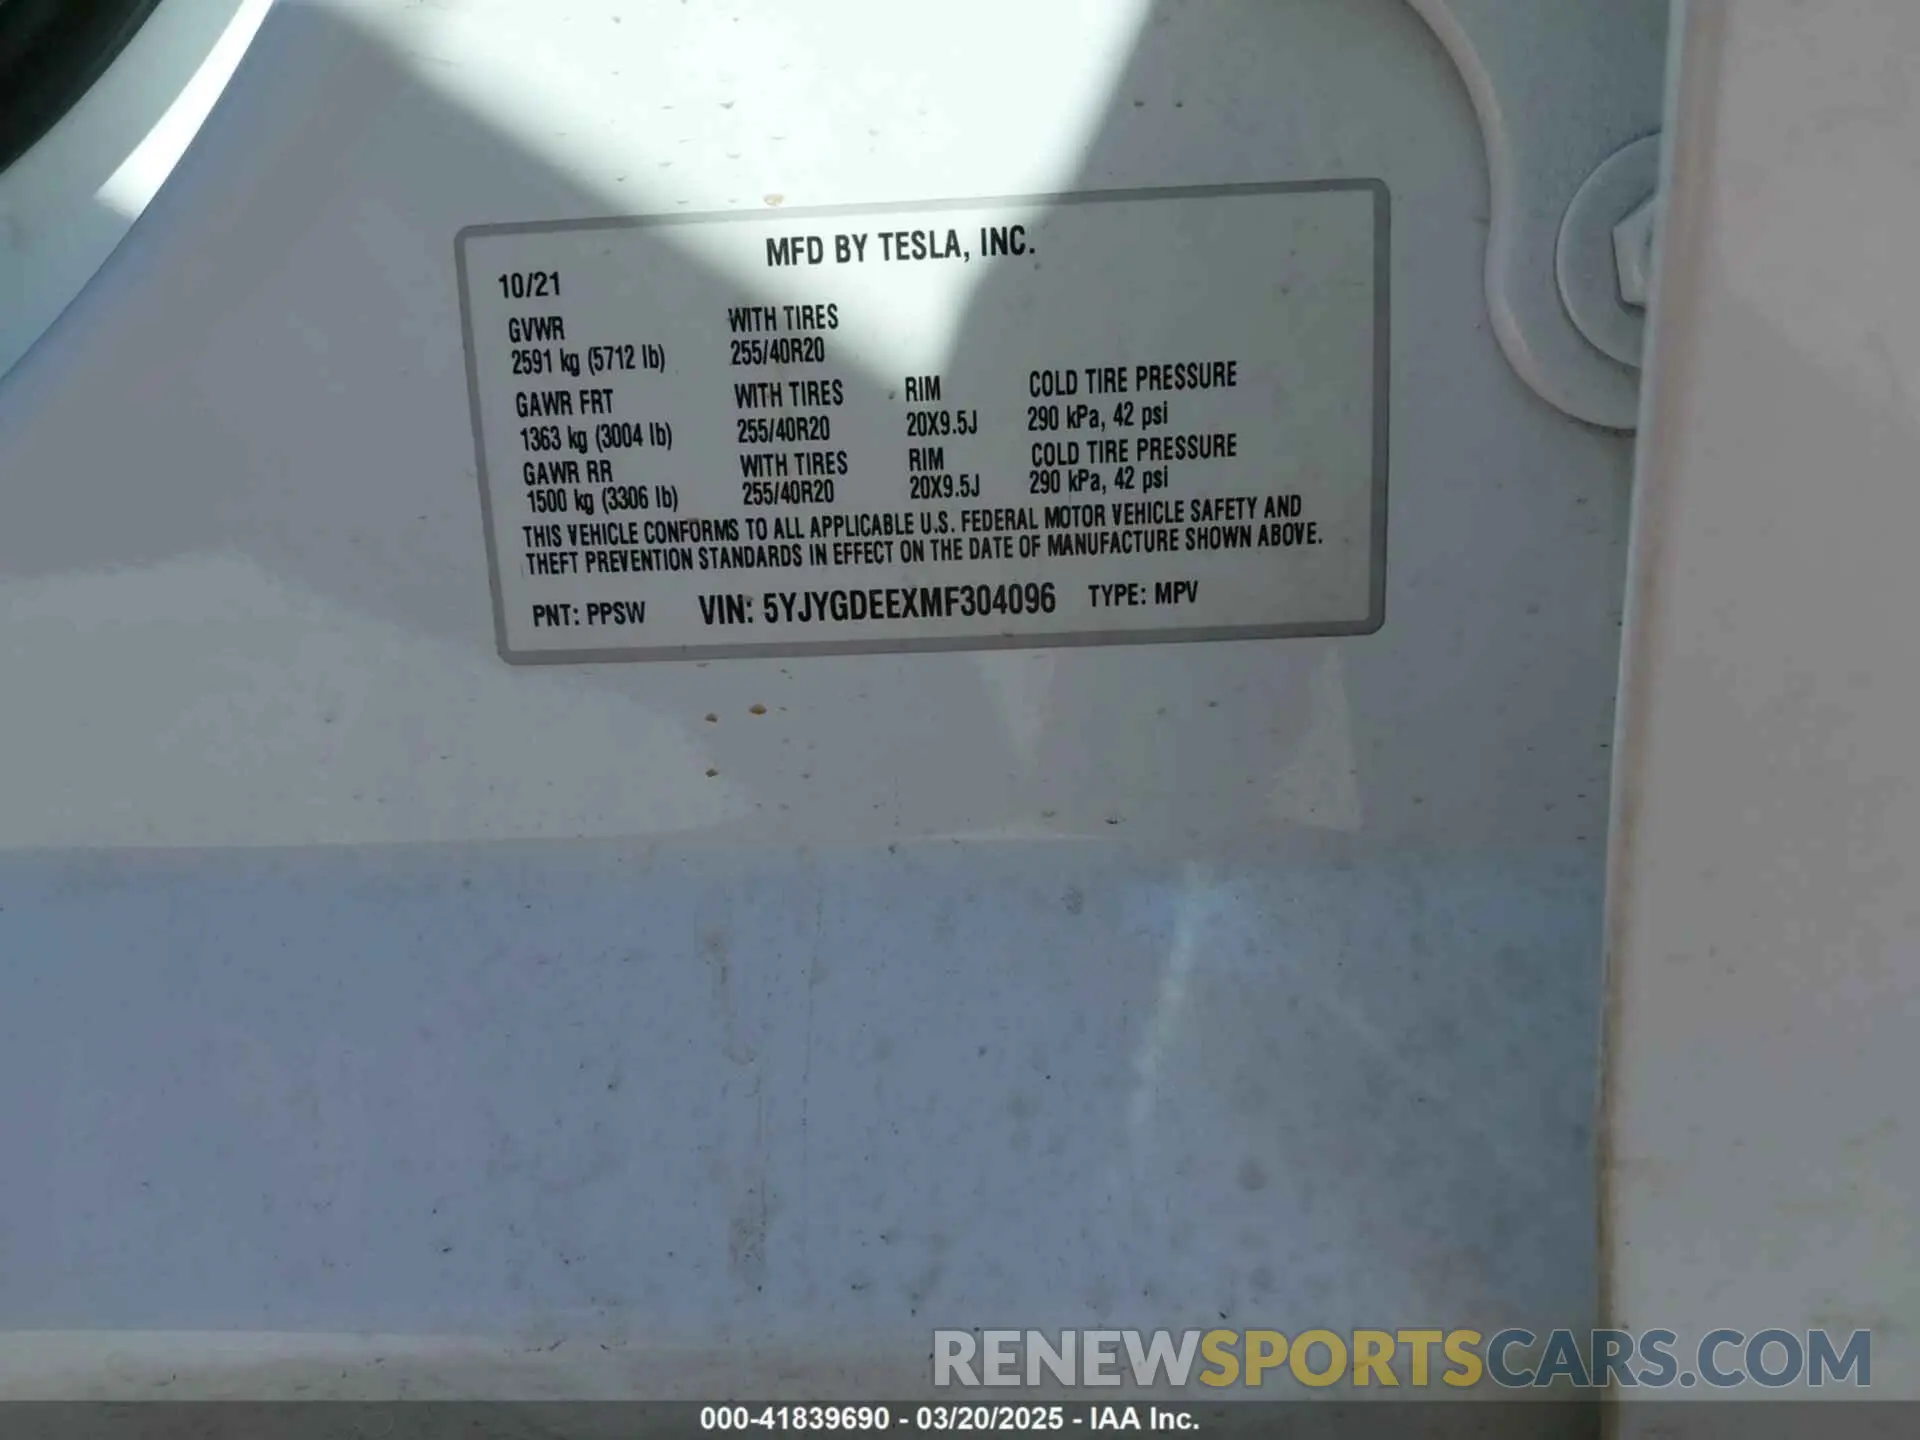 MFD BY TESLA, INC.
10/21
GVWR WITH TIRES
2591 kg (5712 lb) 255/40R20
GAWR FRT WITH TIRES RIM COLD TIRE PRESSURE
1363 kg (3004 lb) 255/40R20 20X9.5J 290 kPa, 42 psi
GAWR RR WITH TIRES RIM COLD TIRE PRESSURE
1500 kg (3306 lb) 255/40R20 20X9.5J 290 kPa, 42 psi
THIS VEHICLE CONFORMS TO ALL APPLICABLE U.S. FEDERAL MOTOR VEHICLE SAFETY AND
THEFT PREVENTION STANDARDS IN EFFECT ON THE DATE OF MANUFACTURE SHOWN ABOVE.
PNT: PPSW VIN: 5YJYGDEEXMF304096 TYPE: MPV
RENEWSPORTSCARS.COM
000-41839690 - 03/20/2025 - IAA Inc.